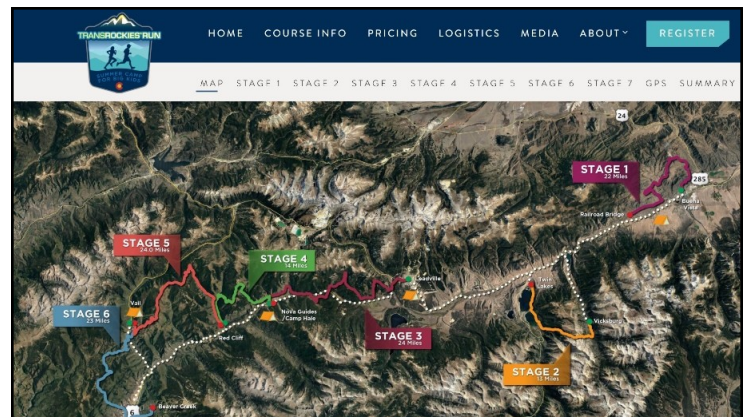 TRANSROCKIES RUN
SUMMER CAMP
FOR BIG KIDS
HOME COURSE INFO PRICING LOGISTICS MEDIA ABOUT REGISTER
MAP STAGE 1 STAGE 2 STAGE 3 STAGE 4 STAGE 5 STAGE 6 STAGE 7 GPS SUMMARY
24
STAGE 1
22 Miles
285
Buena
Vista
Railroad Bridge
STAGE 5
24.0 Miles
STAGE 4
14 Miles
Leadville
Twin
Lakes
Vail
STAGE 6
23 Miles
Nova Guides
/Camp Hale
Red Cliff
STAGE 3
24 Miles
Vicksburg
STAGE 2
13 Miles
6
Beaver Creek